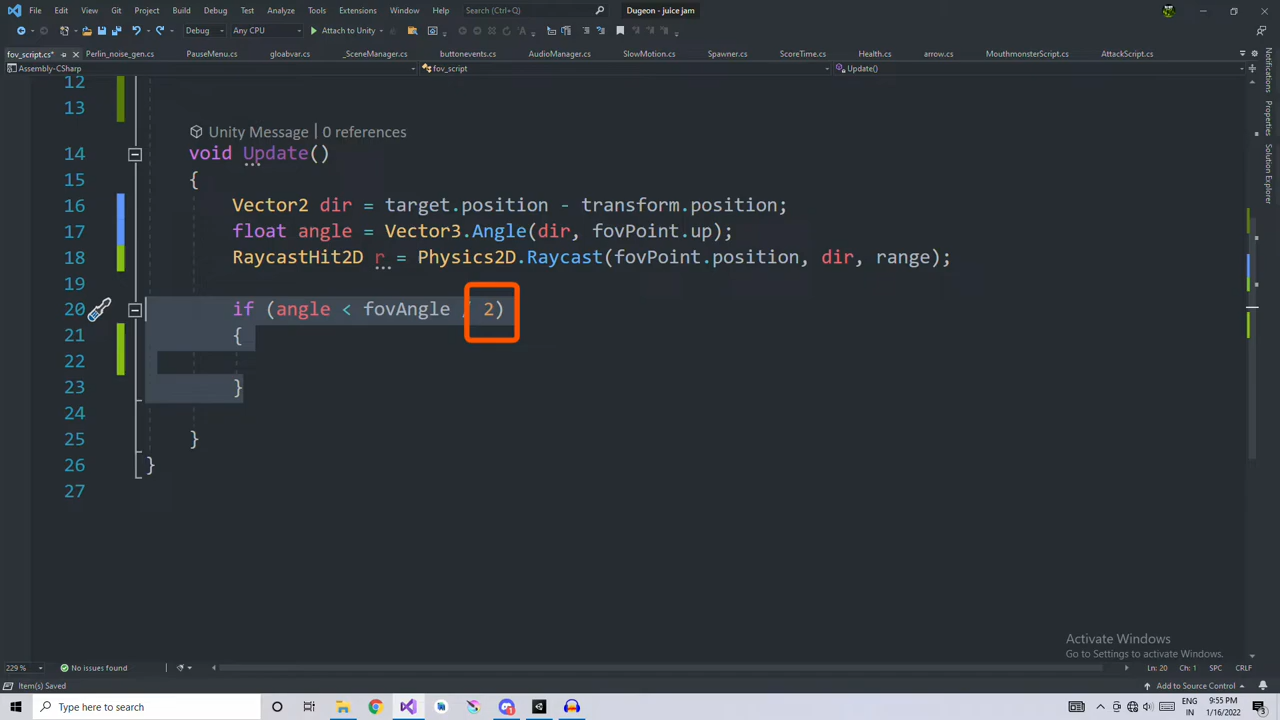 File Edit View Git Project Build Debug Test Analyze Tools Extensions Window Help Search (Ctrl+Q) Dugeon - juice jam
Debug Any CPU Attach to Unity
fov_script.cs* Perlin_noise_gen.cs PauseMenu.cs gloabvar.cs _SceneManager.cs buttonevents.cs AudioManager.cs SlowMotion.cs Spawner.cs ScoreTime.cs Health.cs arrow.cs MouthmonsterScript.cs AttackScript.cs
Assembly-CSharp fov_script Update()
Notifications
Properties
Solution Explorer
12
13
Unity Message | 0 references
14 void Update()
15 {
16 Vector2 dir = target.position - transform.position;
17 float angle = Vector3.Angle(dir, fovPoint.up);
18 RaycastHit2D r = Physics2D.Raycast(fovPoint.position, dir, range);
19
20 if (angle < fovAngle / 2)
21 {
22
23 }
24
25 }
26 }
27
Activate Windows
Go to Settings to activate Windows.
229 % No issues found Ln: 20 Ch: 1 SPC CRLF
Item(s) Saved Add to Source Control
Type here to search ENG 9:55 PM
IN 1/16/2022